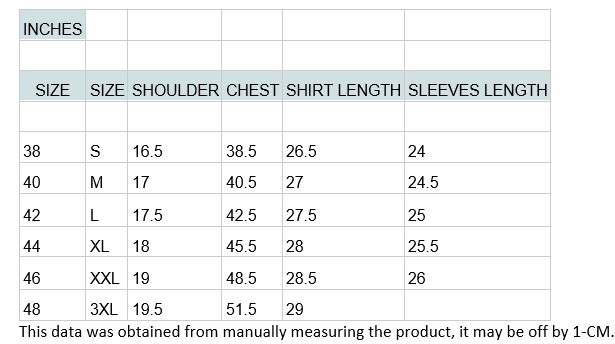 INCHES
SIZE SIZE SHOULDER CHEST SHIRT LENGTH SLEEVES LENGTH
38 S 16.5 38.5 26.5 24
40 M 17 40.5 27 24.5
42 L 17.5 42.5 27.5 25
44 XL 18 45.5 28 25.5
46 XXL 19 48.5 28.5 26
48 3XL 19.5 51.5 29
This data was obtained from manually measuring the product, it may be off by 1-CM.